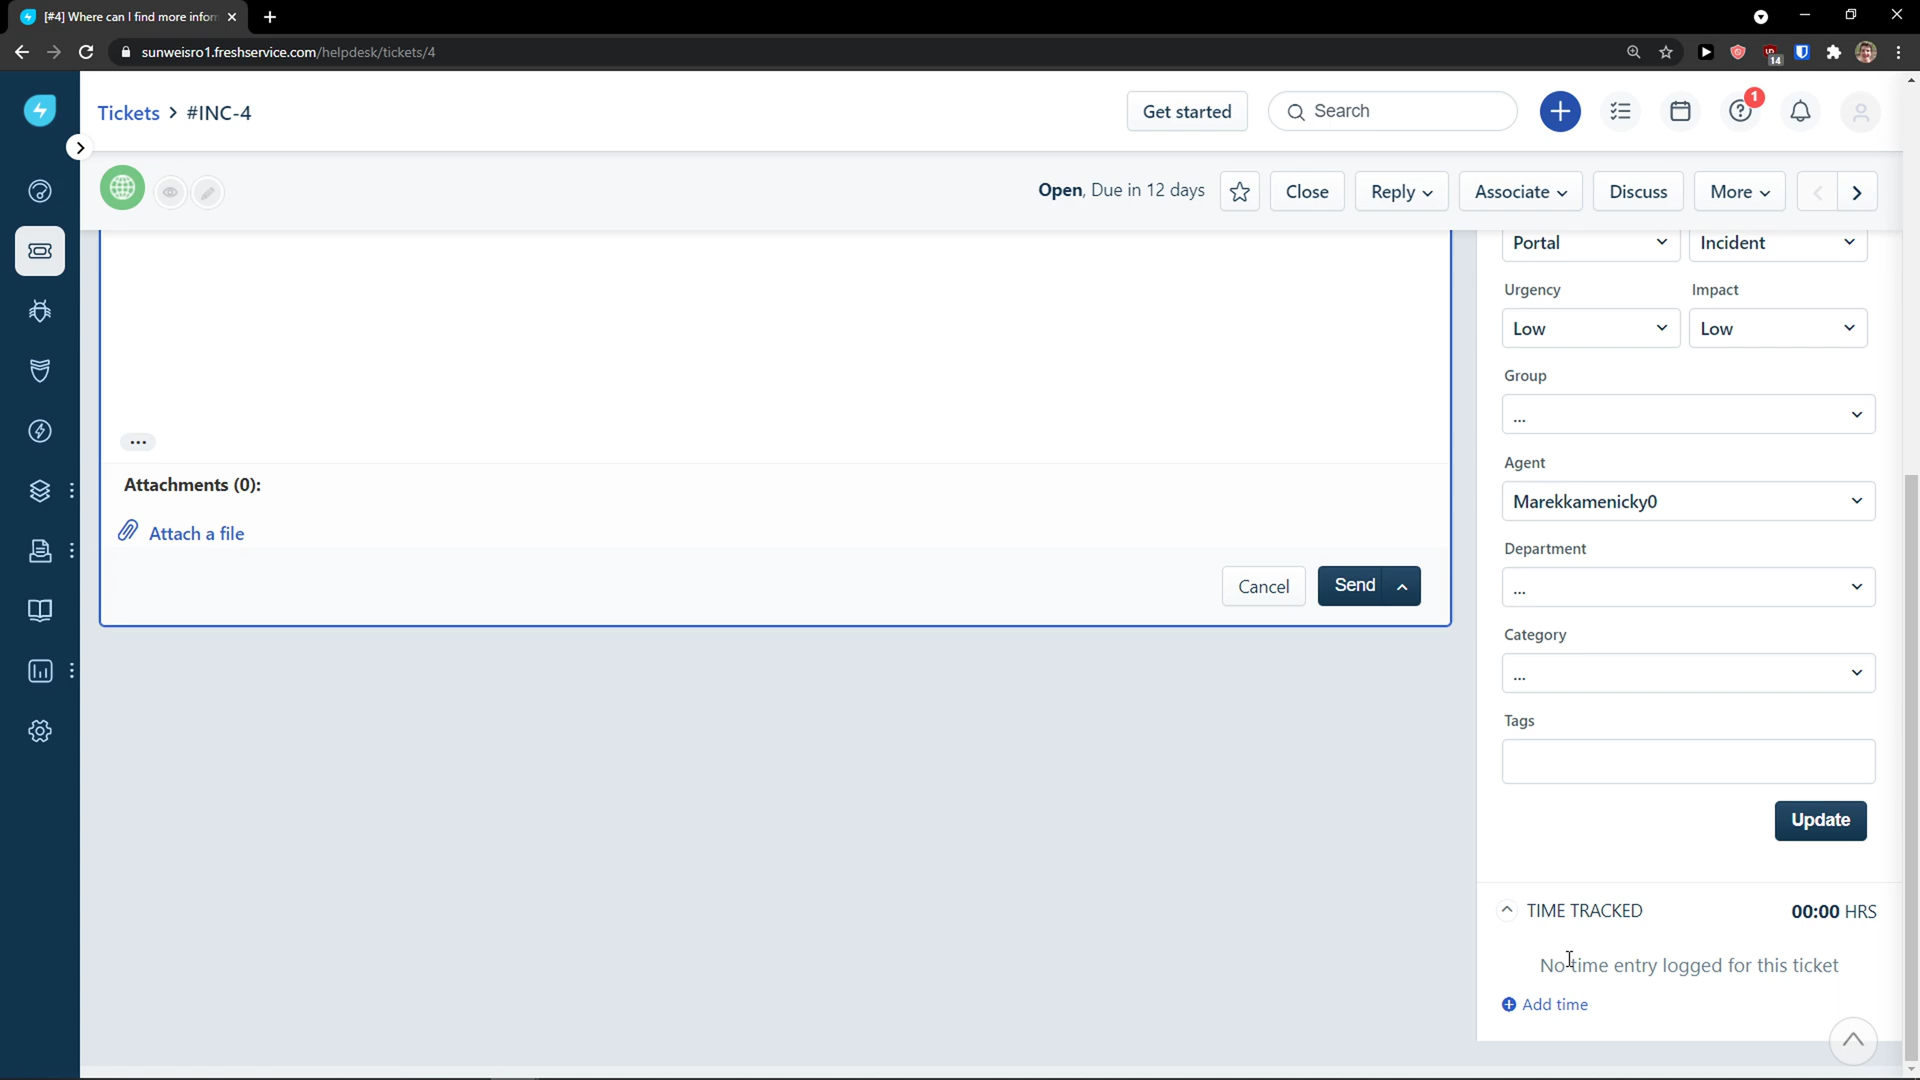 [#4] Where can I find more inforn
sunweisro1.freshservice.com/helpdesk/tickets/4
14
Tickets > #INC-4
Get started
Search
1
Open, Due in 12 days
Close
Reply
Associate
Discuss
More
Portal
Incident
Urgency
Impact
Low
Low
Group
...
Attachments (0):
Attach a file
Cancel
Send
Agent
Marekkamenicky0
Department
...
Category
...
Tags
Update
TIME TRACKED
00:00 HRS
No time entry logged for this ticket
Add time